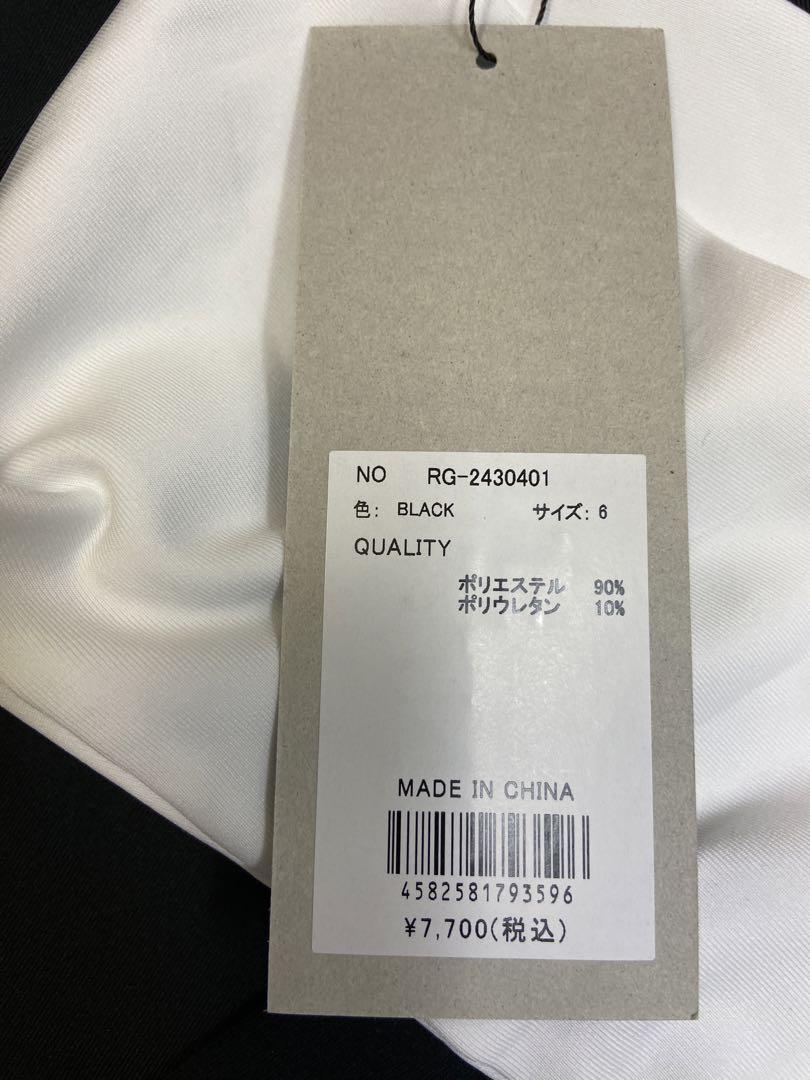 NO RG-2430401
色: BLACK サイズ: 6
QUALITY
ポリエステル 90%
ポリウレタン 10%
MADE IN CHINA
4582581793596
¥7,700(税込)